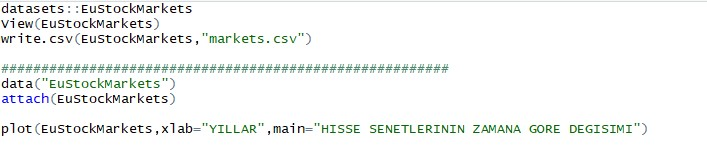 datasets::EuStockMarkets
View(EuStockMarkets)
write.csv(EuStockMarkets,"markets.csv")
########################################################
data("EuStockMarkets")
attach(EuStockMarkets)
plot(EuStockMarkets,xlab="YILLAR",main="HISSE SENETLERININ ZAMANA GORE DEGISIMI")